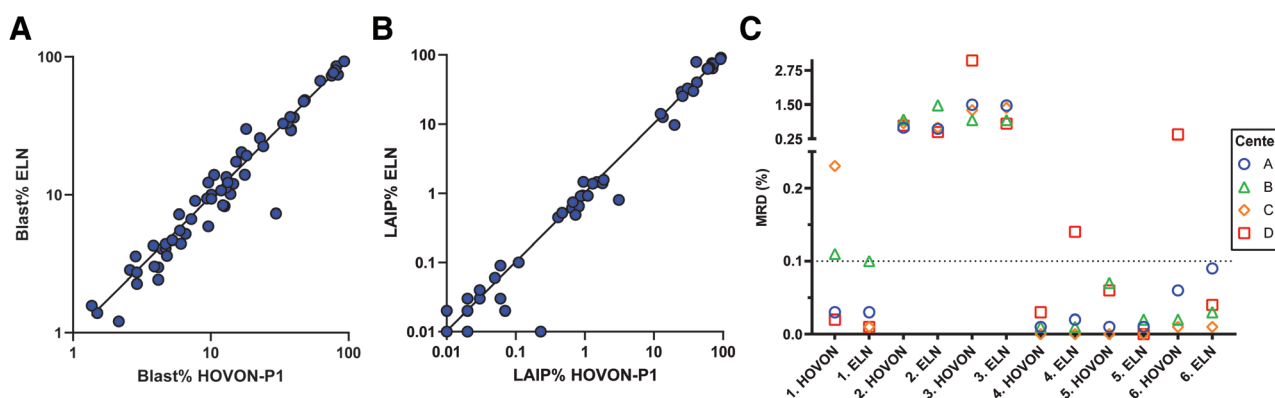 A
B
C
100
10
1
1
10
100
Blast% ELN
Blast% HOVON-P1
100
10
1
0.1
0.01
0.01
0.1
1
10
100
LAIP% ELN
LAIP% HOVON-P1
2.75
1.50
0.25
0.2
0.1
0.0
MRD (%)
1. HOVON
1. ELN
2. HOVON
2. ELN
3. HOVON
3. ELN
4. HOVON
4. ELN
5. HOVON
5. ELN
6. HOVON
6. ELN
Cente
A
B
C
D